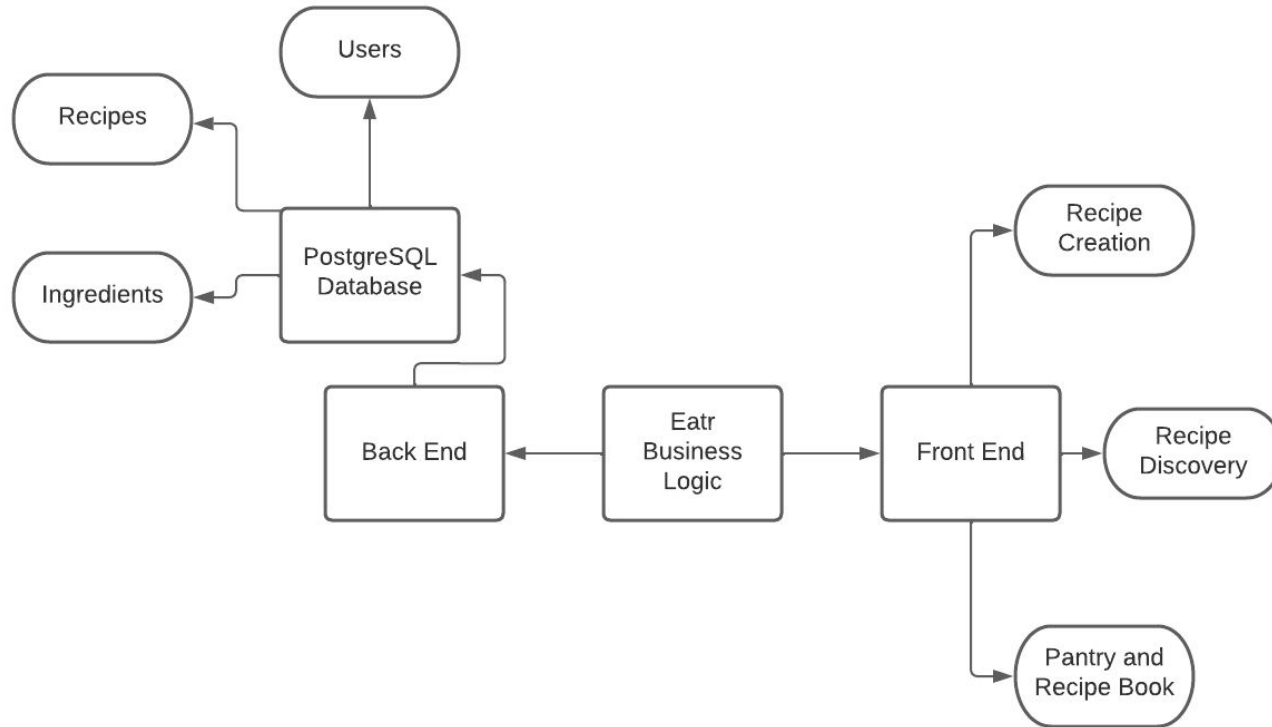 Users
Recipes
PostgreSQL
Database
Ingredients
Recipe
Creation
Back End
Eatr
Business
Logic
Front End
Recipe
Discovery
Pantry and
Recipe Book